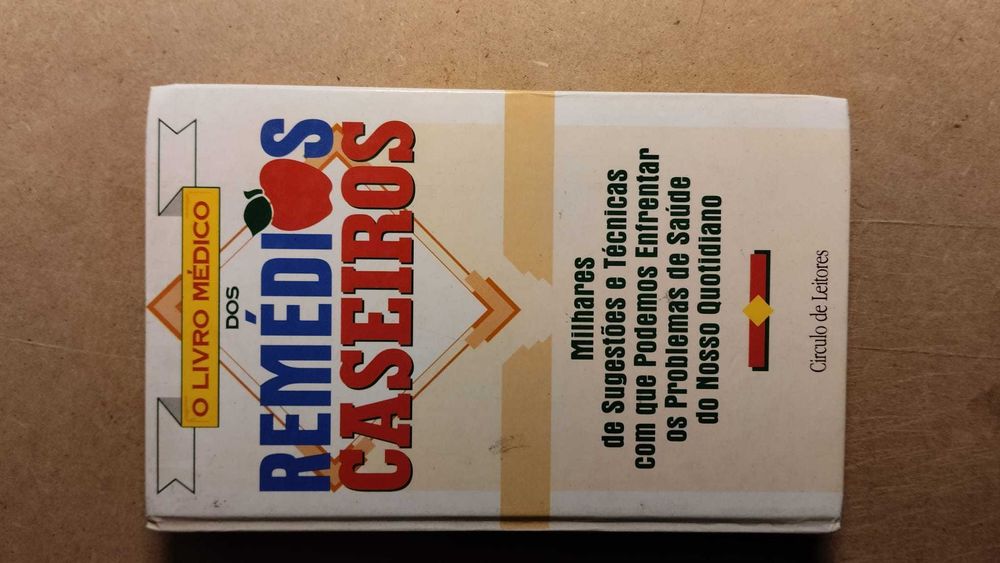 O LIVRO MÉDICO
DOS
REMÉDIOS
CASEIROS
Milhares
de Sugestões e Técnicas
com que Podemos Enfrentar
os Problemas de Saúde
do Nosso Quotidiano
Círculo de Leitores